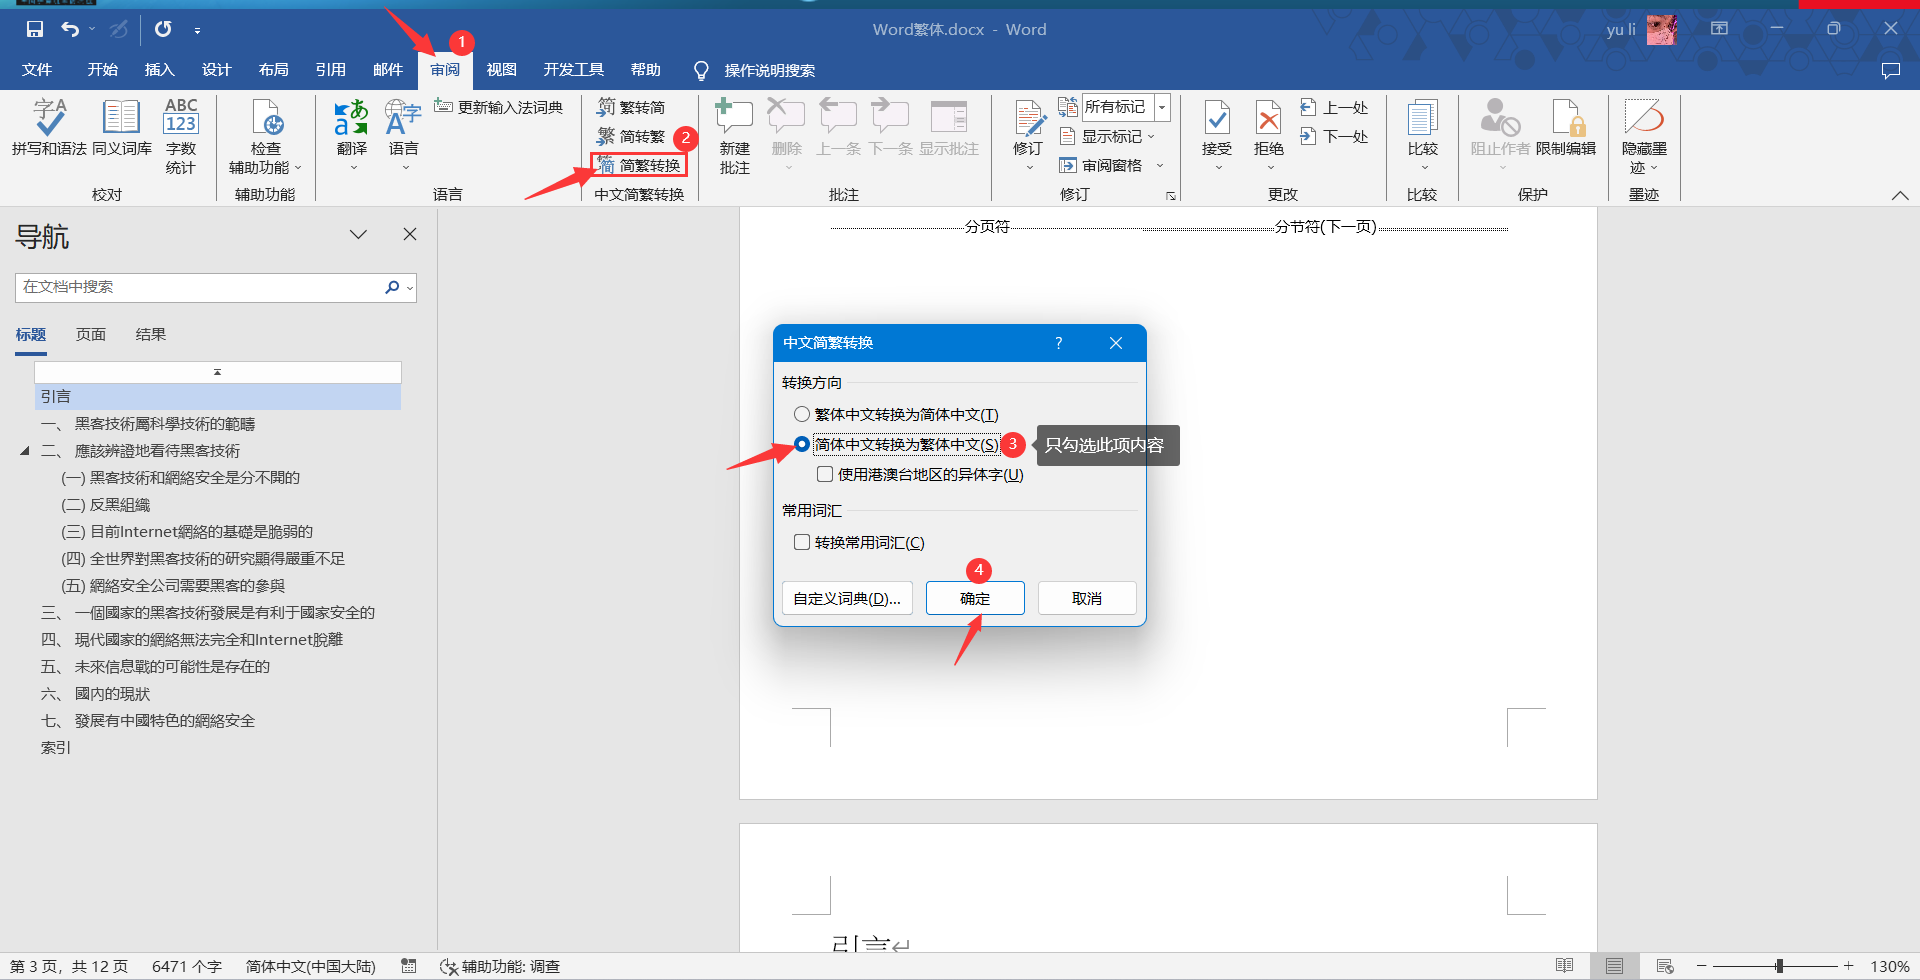 Word繁体.docx - Word
yu li
文件 开始 插入 设计 布局 引用 邮件 审阅 视图 开发工具 帮助 操作说明搜索
1
字A
拼写和语法
同义词库
ABC
123
字数
统计
校对
检查
辅助功能
辅助功能
あ
a
翻译
字
A
语言
更新输入法词典
语言
简 繁转简
繁 简转繁
2
简 简繁转换
中文简繁转换
新建
批注
删除
上一条
下一条
显示批注
批注
修订
所有标记
显示标记
审阅窗格
修订
接受
拒绝
上一处
下一处
更改
比较
比较
阻止作者
限制编辑
保护
隐藏墨
迹
墨迹
导航
在文档中搜索
标题 页面 结果
引言
一、 黑客技術屬科學技術的範疇
二、 應該辨證地看待黑客技術
(一) 黑客技術和網絡安全是分不開的
(二) 反黑組織
(三) 目前Internet網絡的基礎是脆弱的
(四) 全世界對黑客技術的研究顯得嚴重不足
(五) 網絡安全公司需要黑客的參與
三、 一個國家的黑客技術發展是有利于國家安全的
四、 現代國家的網絡無法完全和Internet脫離
五、 未來信息戰的可能性是存在的
六、 國內的現狀
七、 發展有中國特色的網絡安全
索引
分页符 分节符(下一页)
中文简繁转换 ?
转换方向
繁体中文转换为简体中文(T)
简体中文转换为繁体中文(S) 3 只勾选此项内容
使用港澳台地区的异体字(U)
常用词汇
转换常用词汇(C)
4
自定义词典(D)... 确定 取消
引言
第 3 页，共 12 页 6471 个字 简体中文(中国大陆) 辅助功能: 调查 130%